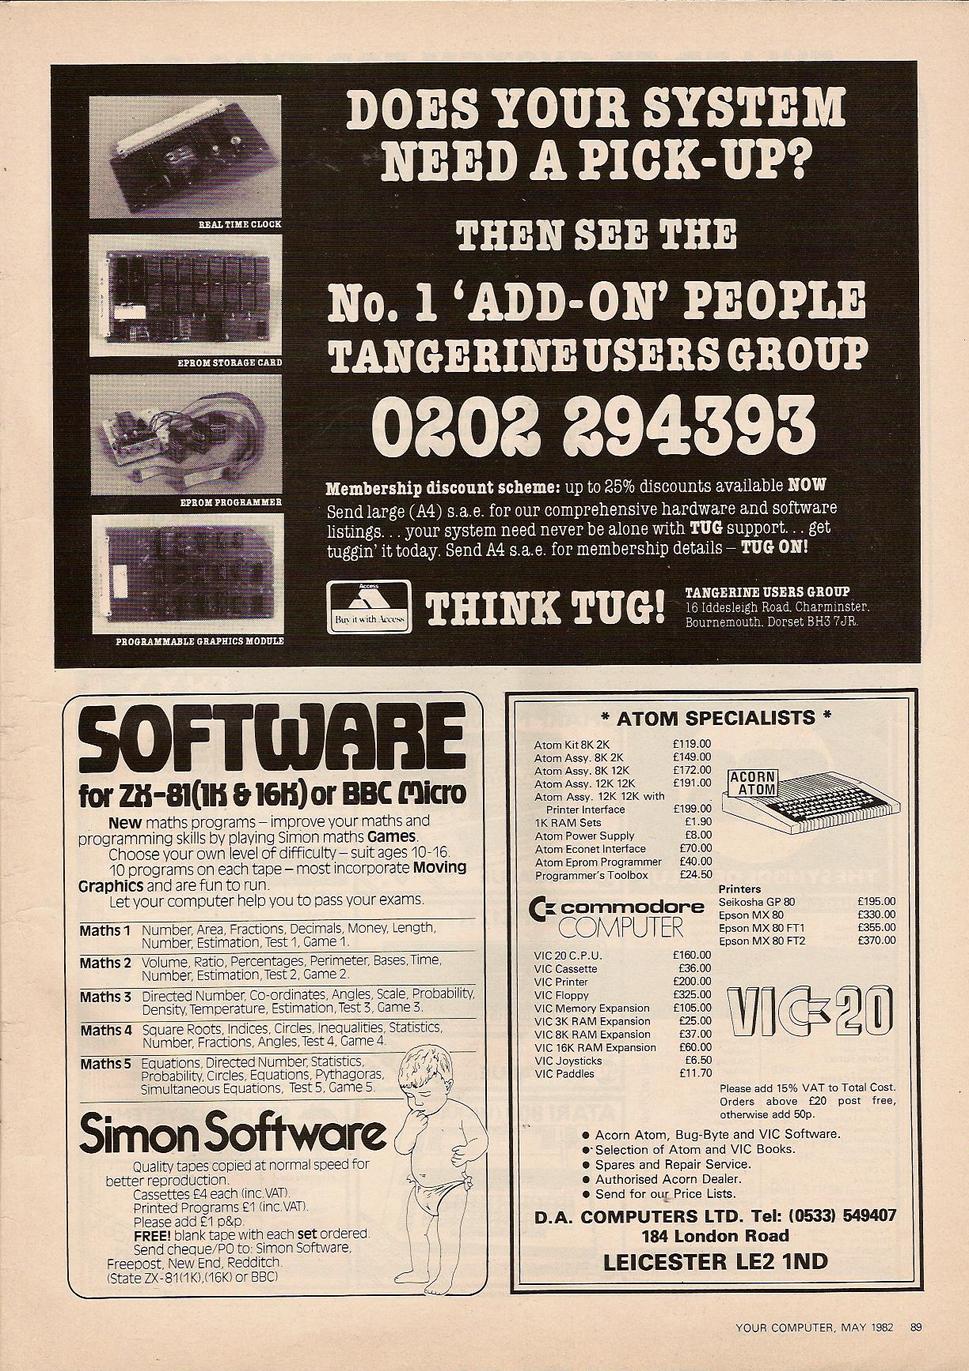 DOES YOUR SYSTEM
NEED A PICK-UP?
THEN SEE THE
No. 1 ‘ADD-ON’ PEOPLE
TANGERINE USERS GROUP
0202 294393
REAL TIME CLOCK
EPROM STORAGE CARD
EPROM PROGRAMMER
PROGRAMMABLE GRAPHICS MODULE
Membership discount scheme: up to 25% discounts available NOW
Send large (A4) s.a.e. for our comprehensive hardware and software
listings. . . your system need never be alone with TUG support. . . get
tuggin’ it today. Send A4 s.a.e. for membership details – TUG ON!
Access
Buy it with Access
THINK TUG!
TANGERINE USERS GROUP
16 Iddesleigh Road, Charminster,
Bournemouth. Dorset BH3 7JR.
SOFTWARE
for ZX-81(1K & 16K) or BBC Micro
New maths programs – improve your maths and
programming skills by playing Simon maths Games.
Choose your own level of difficulty – suit ages 10-16.
10 programs on each tape – most incorporate Moving
Graphics and are fun to run.
Let your computer help you to pass your exams.
Maths 1 Number, Area, Fractions, Decimals, Money, Length,
Number, Estimation, Test 1, Game 1.
Maths 2 Volume, Ratio, Percentages, Perimeter, Bases, Time,
Number, Estimation, Test 2, Game 2.
Maths 3 Directed Number, Co-ordinates, Angles, Scale, Probability,
Density, Temperature, Estimation, Test 3, Game 3.
Maths 4 Square Roots, Indices, Circles, Inequalities, Statistics,
Number, Fractions, Angles, Test 4, Game 4.
Maths 5 Equations, Directed Number, Statistics,
Probability, Circles, Equations, Pythagoras,
Simultaneous Equations, Test 5, Game 5.
Simon Software
Quality tapes copied at normal speed for
better reproduction.
Cassettes £4 each (inc.VAT).
Printed Programs £1 (inc.VAT).
Please add £1 p&p.
FREE! blank tape with each set ordered.
Send cheque/PO to: Simon Software,
Freepost, New End, Redditch.
(State ZX-81(1K),(16K) or BBC)
* ATOM SPECIALISTS *
Atom Kit 8K 2K £119.00
Atom Assy. 8K 2K £149.00
Atom Assy. 8K 12K £172.00
Atom Assy. 12K 12K £191.00
Atom Assy. 12K 12K with
Printer Interface £199.00
1K RAM Sets £1.90
Atom Power Supply £8.00
Atom Econet Interface £70.00
Atom Eprom Programmer £40.00
Programmer's Toolbox £24.50
ACORN
ATOM
Printers
Seikosha GP 80 £195.00
Epson MX 80 £330.00
Epson MX 80 FT1 £355.00
Epson MX 80 FT2 £370.00
commodore
COMPUTER
VIC 20 C.P.U. £160.00
VIC Cassette £36.00
VIC Printer £200.00
VIC Floppy £325.00
VIC Memory Expansion £105.00
VIC 3K RAM Expansion £25.00
VIC 8K RAM Expansion £37.00
VIC 16K RAM Expansion £60.00
VIC Joysticks £6.50
VIC Paddles £11.70
VIC-20
Please add 15% VAT to Total Cost.
Orders above £20 post free,
otherwise add 50p.
● Acorn Atom, Bug-Byte and VIC Software.
● Selection of Atom and VIC Books.
● Spares and Repair Service.
● Authorised Acorn Dealer.
● Send for our Price Lists.
D.A. COMPUTERS LTD. Tel: (0533) 549407
184 London Road
LEICESTER LE2 1ND
YOUR COMPUTER, MAY 1982 89